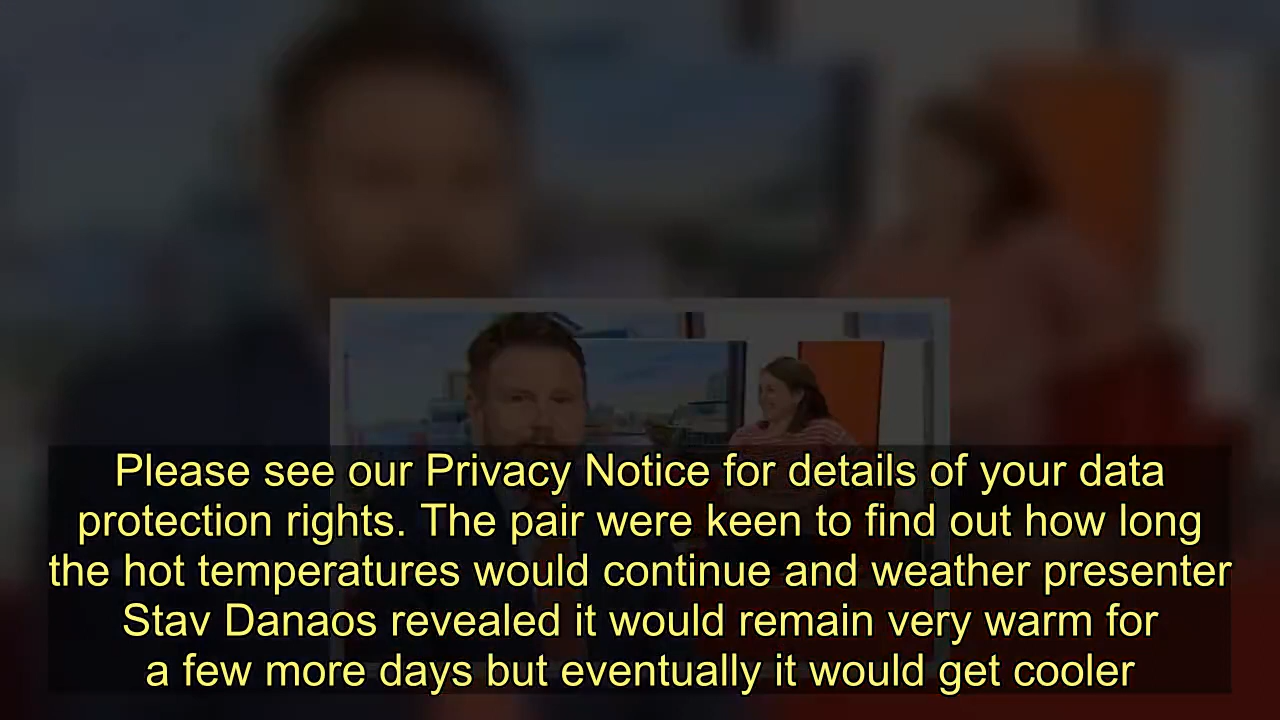 Please see our Privacy Notice for details of your data
protection rights. The pair were keen to find out how long
the hot temperatures would continue and weather presenter
Stav Danaos revealed it would remain very warm for
a few more days but eventually it would get cooler